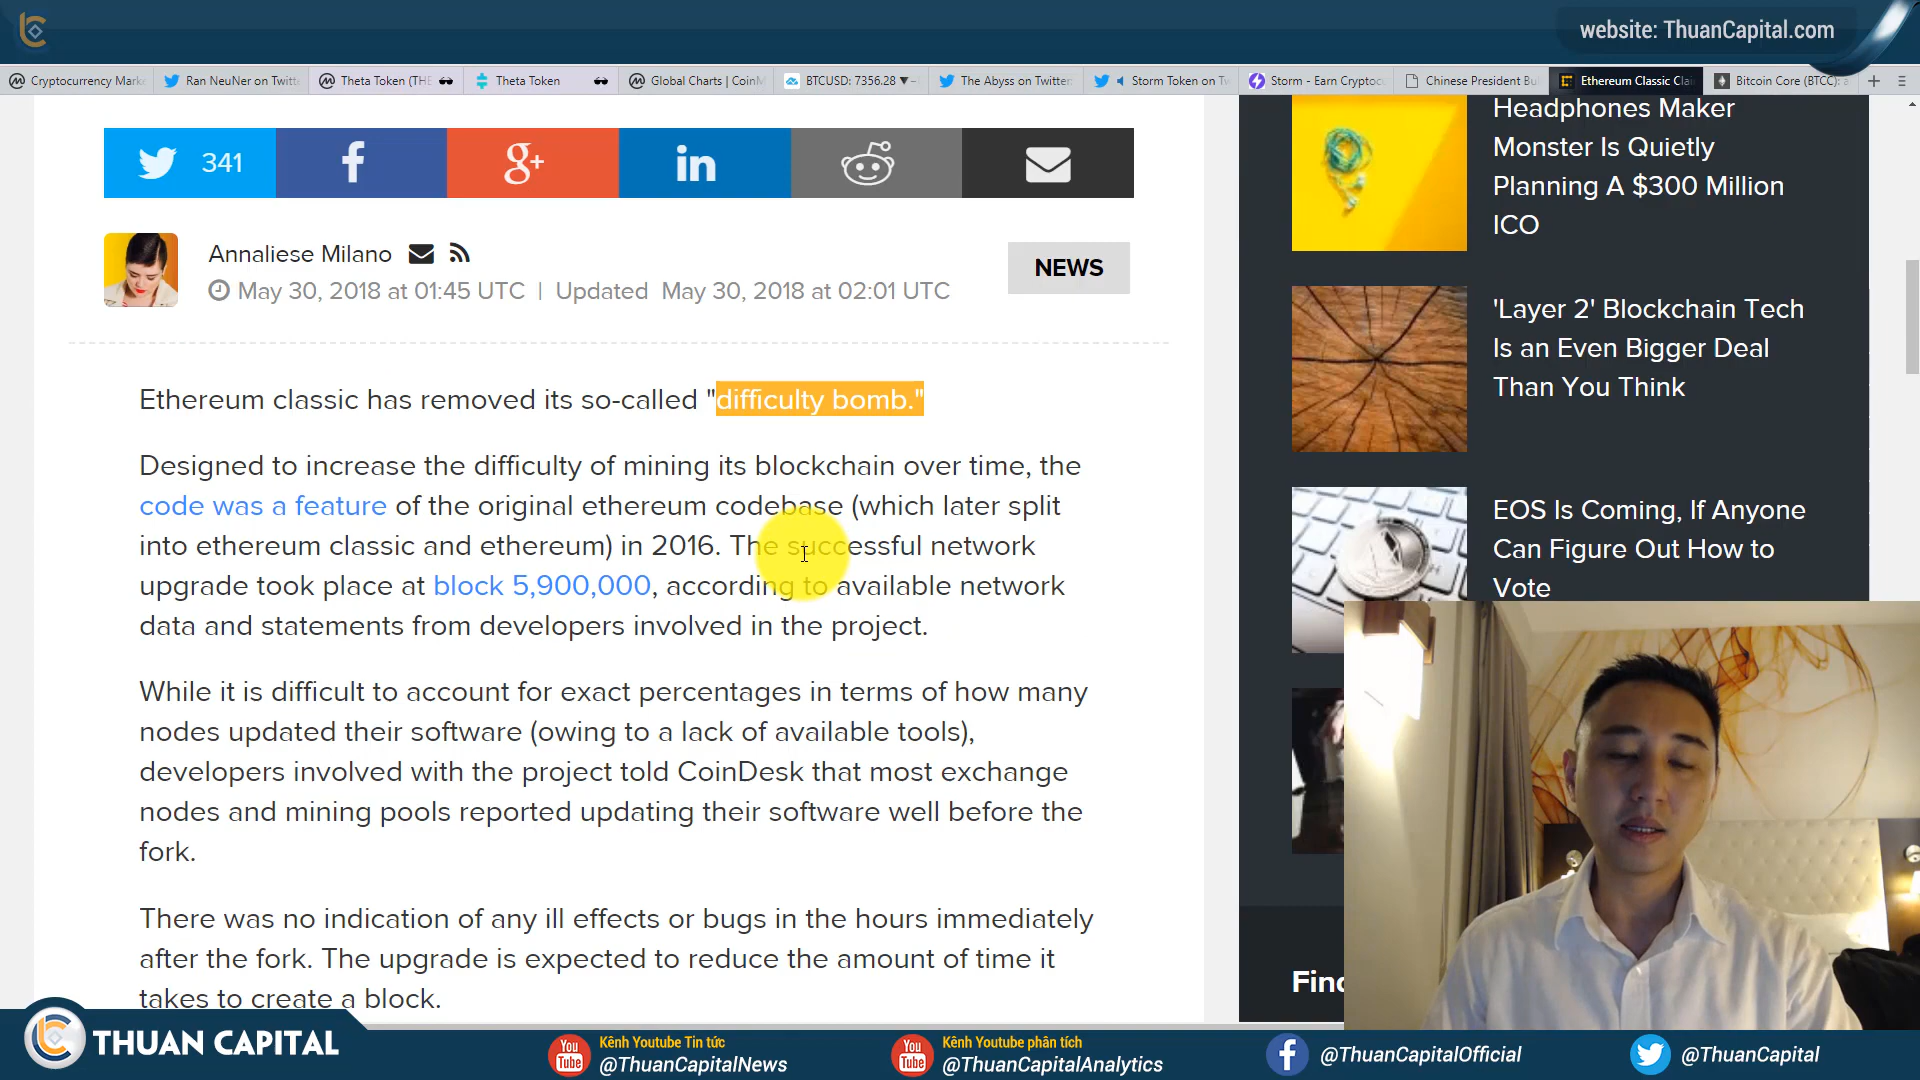 website: ThuanCapital.com
Cryptocurrency Marke
Ran NeuNer on Twitte
Theta Token (THE
Theta Token
Global Charts | CoinM
BTCUSD: 7356.28 ▼ −
The Abyss on Twitter:
Storm Token on Tw
Storm - Earn Cryptoc
Chinese President Bu
Ethereum Classic Cla
Bitcoin Core (BTCC):
341
f
g+
in
Annaliese Milano
May 30, 2018 at 01:45 UTC | Updated May 30, 2018 at 02:01 UTC
NEWS
Ethereum classic has removed its so-called "difficulty bomb."
Designed to increase the difficulty of mining its blockchain over time, the
code was a feature of the original ethereum codebase (which later split
into ethereum classic and ethereum) in 2016. The successful network
upgrade took place at block 5,900,000, according to available network
data and statements from developers involved in the project.
While it is difficult to account for exact percentages in terms of how many
nodes updated their software (owing to a lack of available tools),
developers involved with the project told CoinDesk that most exchange
nodes and mining pools reported updating their software well before the
fork.
There was no indication of any ill effects or bugs in the hours immediately
after the fork. The upgrade is expected to reduce the amount of time it
takes to create a block.
Headphones Maker
Monster Is Quietly
Planning A $300 Million
ICO
'Layer 2' Blockchain Tech
Is an Even Bigger Deal
Than You Think
EOS Is Coming, If Anyone
Can Figure Out How to
Vote
Find
THUAN CAPITAL
You Tube
Kênh Youtube Tin tức
@ThuanCapitalNews
You Tube
Kênh Youtube phân tích
@ThuanCapitalAnalytics
f
@ThuanCapitalOfficial
@ThuanCapital